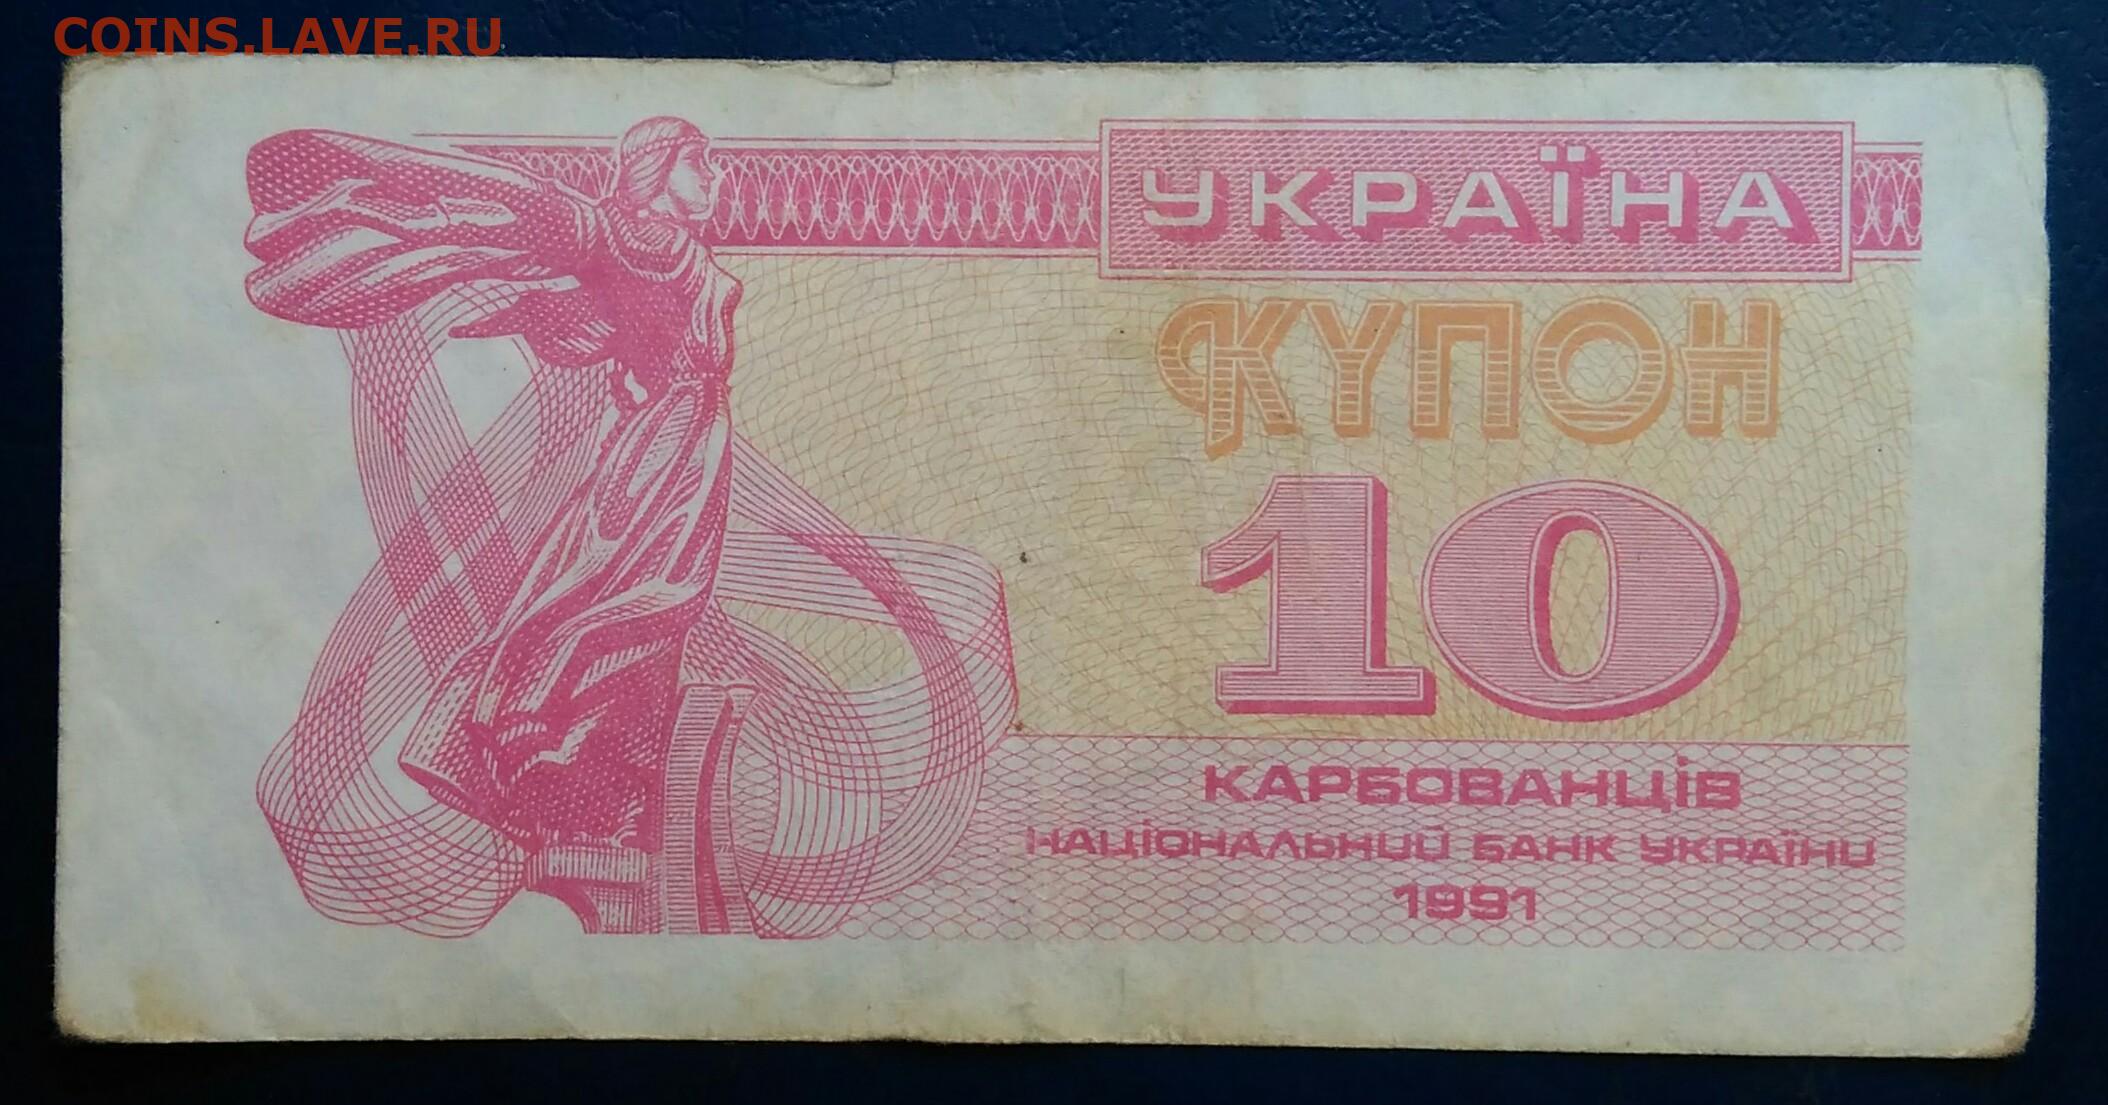 COINS.LAVE.RU
УКРАЇНА
КУПОН
10
КАРБОВАНЦІВ
НАЦІОНАЛЬНИЙ БАНК УКРАЇНИ
1991